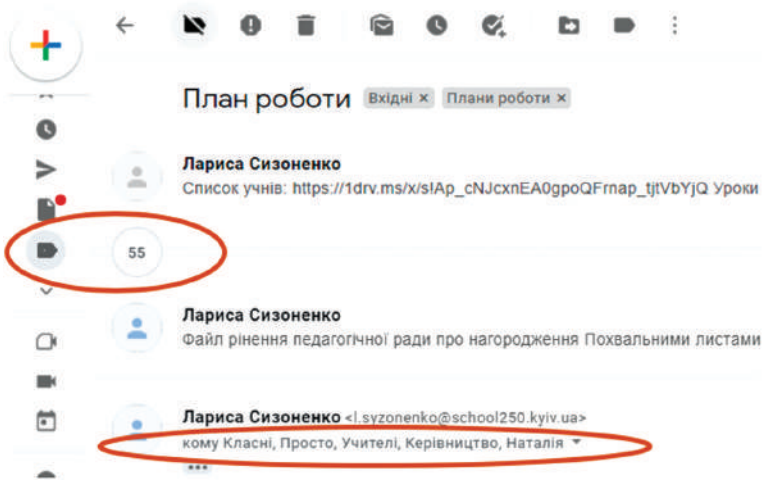 План роботи Вхідні × Плани роботи ×
Лариса Сизоненко
Список учнів: https://1drv.ms/x/s!Ap_cNJcxnEA0gpoQFrnap_tjtVbYjQ Уроки
55
Лариса Сизоненко
Файл рінення педагогічної ради про нагородження Похвальними листами
Лариса Сизоненко <l.syzonenko@school250.kyiv.ua>
кому Класні, Просто, Учителі, Керівництво, Наталія